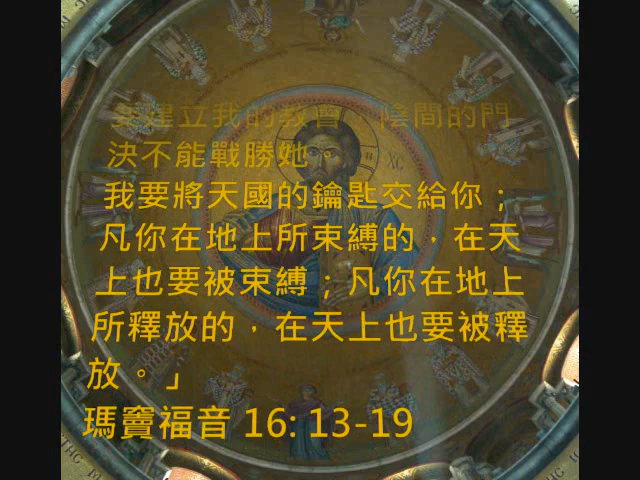 要建立我的教會，陰間的門
決不能戰勝她
我要將天國的鑰匙交給你；
凡你在地上所束縛的，在天
上也要被束縛；凡你在地上
所釋放的，在天上也要被釋
放。」
瑪竇福音 16: 13-19
XC